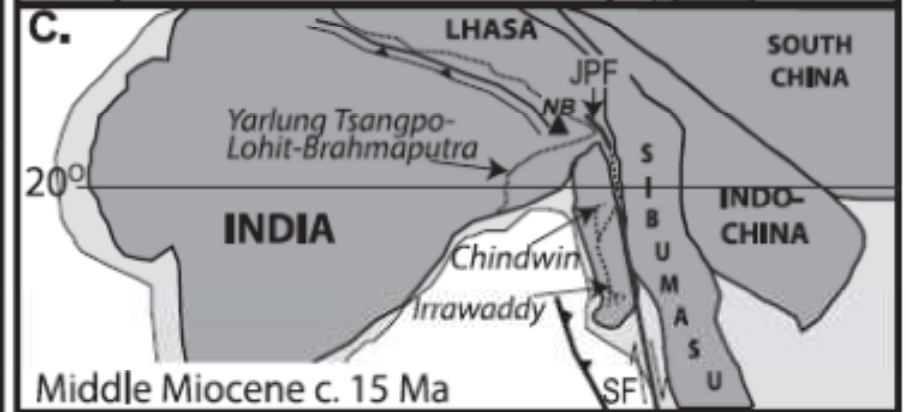 C.
LHASA
SOUTH
CHINA
JPF
NB
Yarlung Tsangpo-
Lohit-Brahmaputra
20°
SIBUMASU
INDO-
CHINA
INDIA
Chindwin
Irrawaddy
Middle Miocene c. 15 Ma
SF